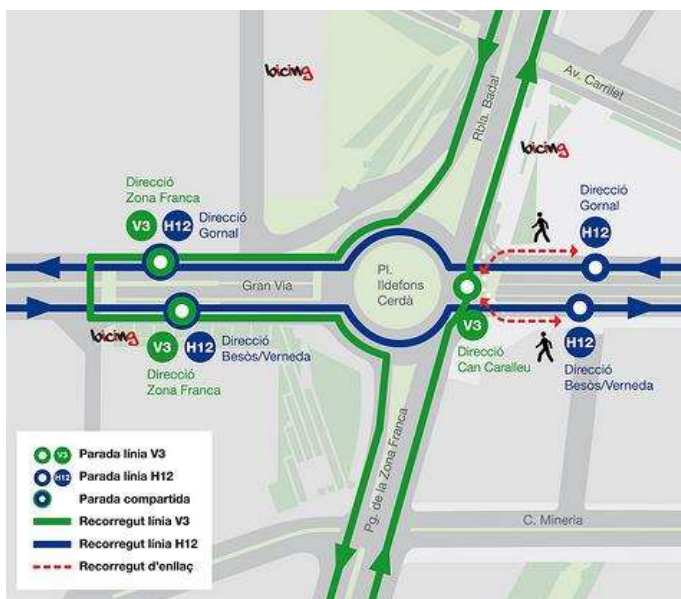 bicing
Rbla. Badal
Av. Carrilet
bicing
Direcció
Zona Franca
V3
H12
Direcció
Gornal
Direcció
Gornal
H12
Gran Via
Pl.
Ildefons
Cerdà
bicing
V3
H12
Direcció
Besòs/Verneda
Direcció
Zona Franca
V3
Direcció
Can Caralleu
H12
Direcció
Besòs/Verneda
Pg. de la Zona Franca
C. Mineria
V3 Parada línia V3
H12 Parada línia H12
Parada compartida
Recorregut línia V3
Recorregut línia H12
Recorregut d'enllaç